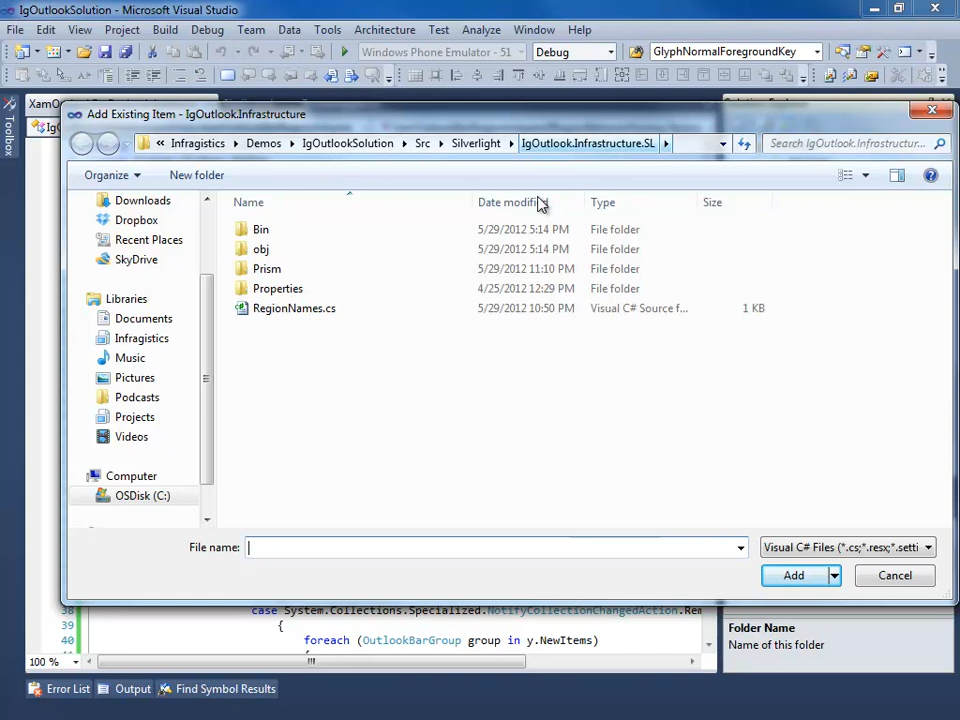 IgOutlookSolution - Microsoft Visual Studio
File Edit View Project Build Debug Team Data Tools Architecture Test Analyze Window Help
Windows Phone Emulator - 51 Debug GlyphNormalForegroundKey
XamO
Add Existing Item - IgOutlook.Infrastructure
Toolbox
IgO
Infragistics Demos IgOutlookSolution Src Silverlight IgOutlook.Infrastructure.SL Search IgOutlook.Infrastructur...
Organize New folder
Name Date modified Type Size
Downloads
Dropbox
Recent Places
SkyDrive
Libraries
Documents
Infragistics
Music
Pictures
Podcasts
Projects
Videos
Computer
OSDisk (C:)
Bin 5/29/2012 5:14 PM File folder
obj 5/29/2012 5:14 PM File folder
Prism 5/29/2012 11:10 PM File folder
Properties 4/25/2012 12:29 PM File folder
RegionNames.cs 5/29/2012 10:50 PM Visual C# Source f... 1 KB
File name: Visual C# Files (*.cs;*.resx;*.setti
Add Cancel
38 case System.Collections.Specialized.NotifyCollectionChangedAction.Rem
39 {
40 foreach (OutlookBarGroup group in y.NewItems)
100 %
Folder Name
Name of this folder
Error List Output Find Symbol Results